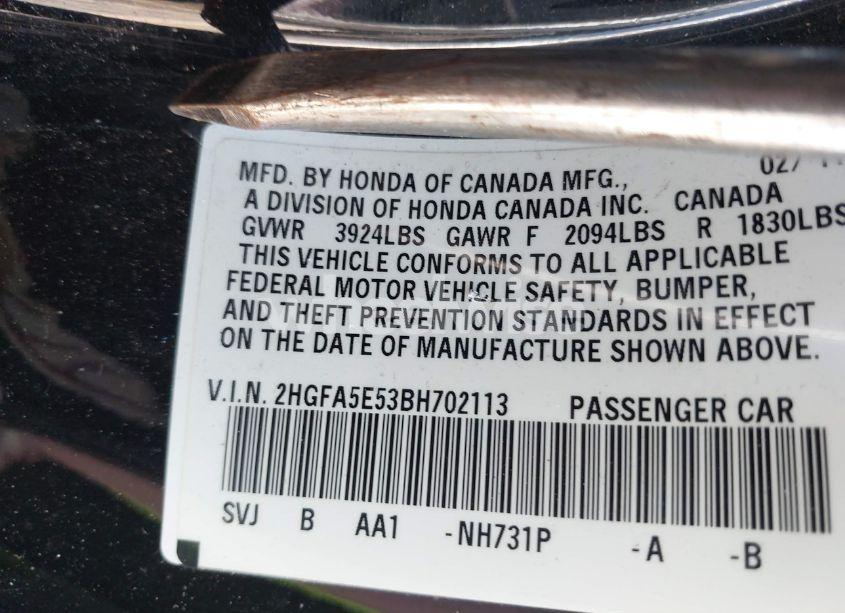 02/
MFD. BY HONDA OF CANADA MFG.,
A DIVISION OF HONDA CANADA INC. CANADA
GVWR 3924LBS GAWR F 2094LBS R 1830LBS
THIS VEHICLE CONFORMS TO ALL APPLICABLE
FEDERAL MOTOR VEHICLE SAFETY, BUMPER,
AND THEFT PREVENTION STANDARDS IN EFFECT
ON THE DATE OF MANUFACTURE SHOWN ABOVE.
V.I.N. 2HGFA5E53BH702113 PASSENGER CAR
SVJ B AA1 -NH731P -A -B